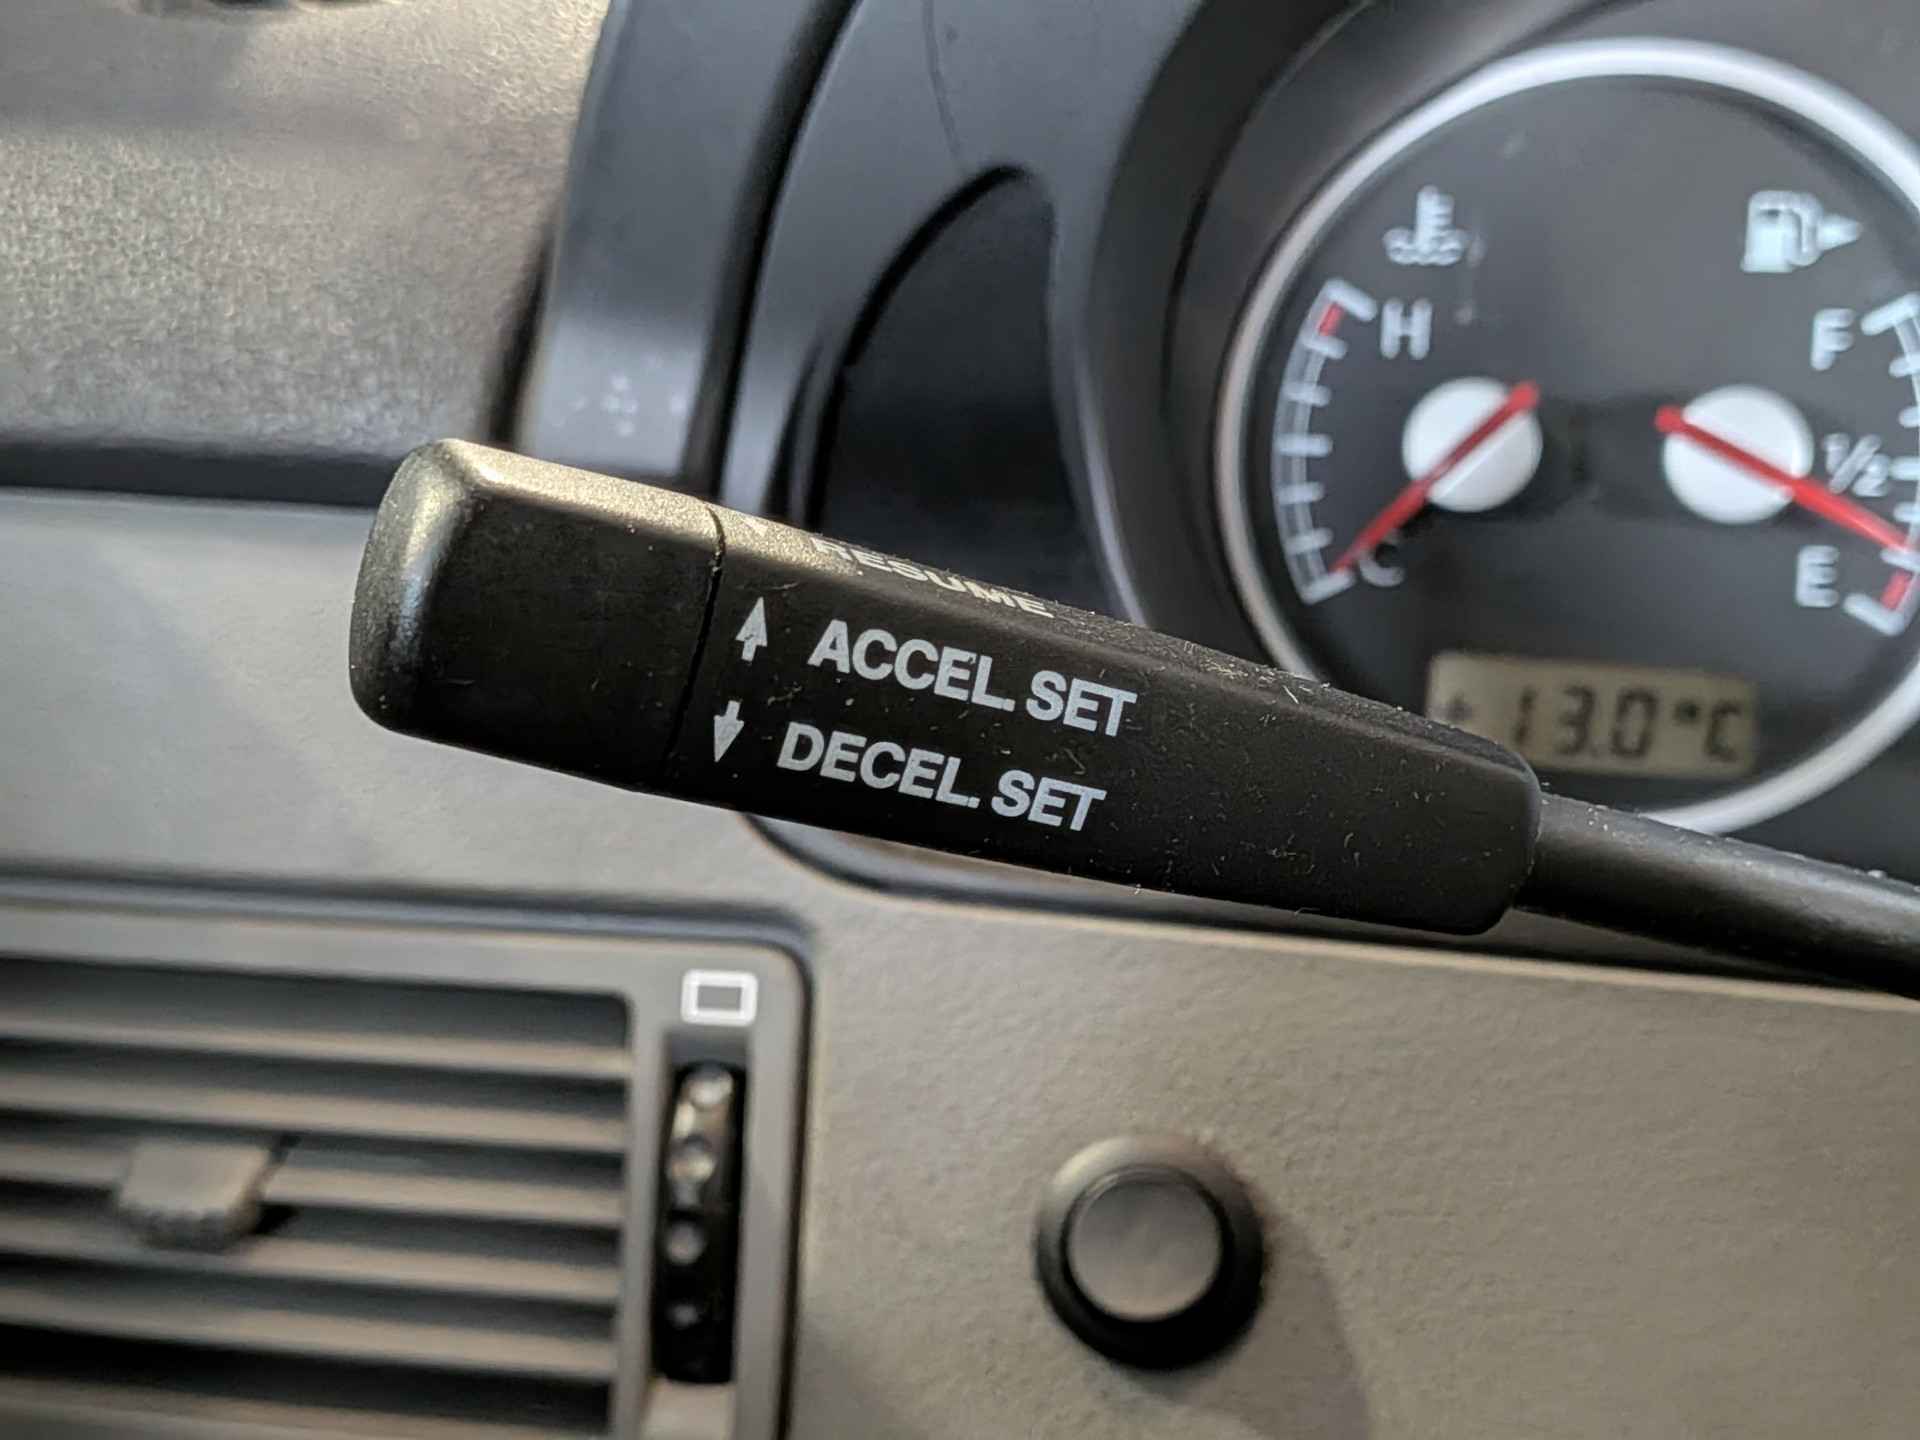 RESUME
ACCEL. SET
DECEL. SET
H
F
1/2
C
E
+13.0°C